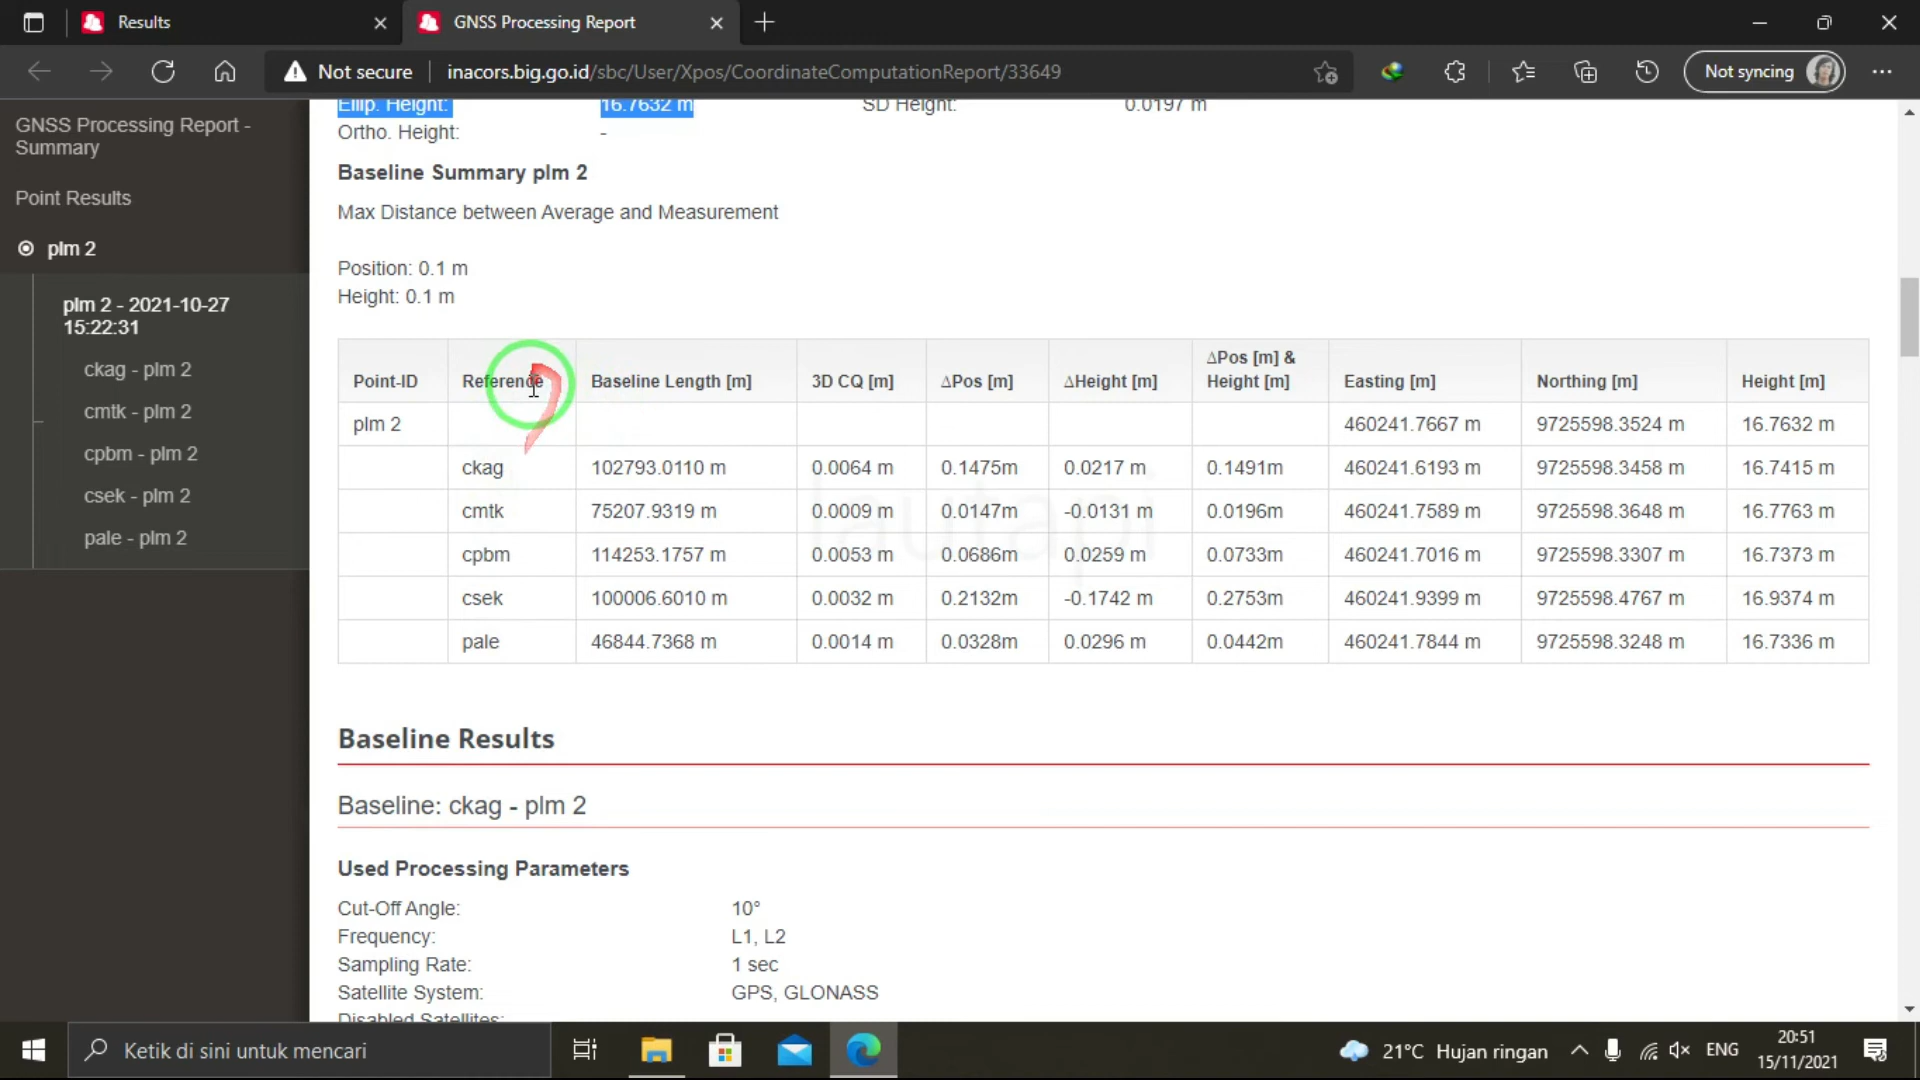 Results
GNSS Processing Report
Not secure
inacors.big.go.id/sbc/User/Xpos/CoordinateComputationReport/33649
Not syncing
GNSS Processing Report -
Summary
Point Results
plm 2
plm 2 - 2021-10-27
15:22:31
ckag - plm 2
cmtk - plm 2
cpbm - plm 2
csek - plm 2
pale - plm 2
Ellip. Height: 16.7632 m SD Height: 0.0197 m
Ortho. Height: -
Baseline Summary plm 2
Max Distance between Average and Measurement
Position: 0.1 m
Height: 0.1 m
Point-ID Reference Baseline Length [m] 3D CQ [m] ΔPos [m] ΔHeight [m] ΔPos [m] & Height [m] Easting [m] Northing [m] Height [m]
plm 2 460241.7667 m 9725598.3524 m 16.7632 m
ckag 102793.0110 m 0.0064 m 0.1475m 0.0217 m 0.1491m 460241.6193 m 9725598.3458 m 16.7415 m
cmtk 75207.9319 m 0.0009 m 0.0147m -0.0131 m 0.0196m 460241.7589 m 9725598.3648 m 16.7763 m
cpbm 114253.1757 m 0.0053 m 0.0686m 0.0259 m 0.0733m 460241.7016 m 9725598.3307 m 16.7373 m
csek 100006.6010 m 0.0032 m 0.2132m -0.1742 m 0.2753m 460241.9399 m 9725598.4767 m 16.9374 m
pale 46844.7368 m 0.0014 m 0.0328m 0.0296 m 0.0442m 460241.7844 m 9725598.3248 m 16.7336 m
lautapi
Baseline Results
Baseline: ckag - plm 2
Used Processing Parameters
Cut-Off Angle: 10°
Frequency: L1, L2
Sampling Rate: 1 sec
Satellite System: GPS, GLONASS
Disabled Satellites:
Ketik di sini untuk mencari
21°C Hujan ringan
ENG
20:51
15/11/2021